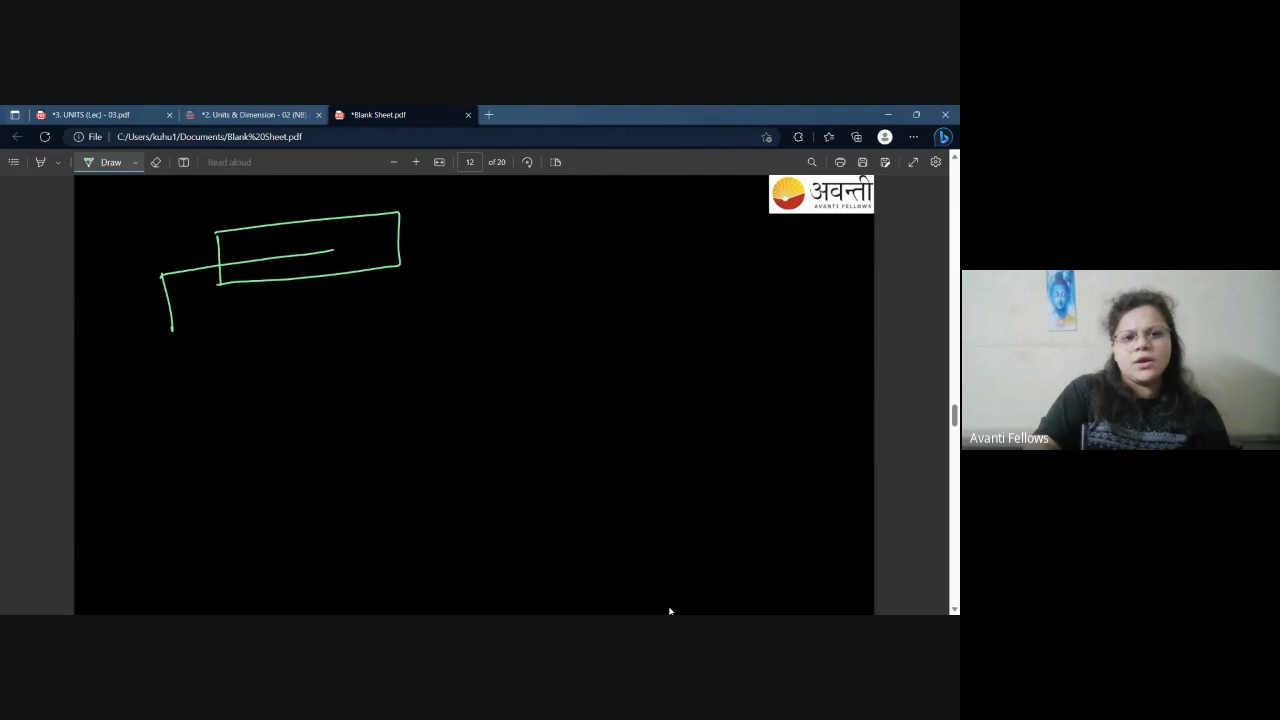 *3. UNITS (Lec) - 03.pdf
*2. Units & Dimension - 02 (NB).
*Blank Sheet.pdf
File
C:/Users/kuhu1/Documents/Blank%20Sheet.pdf
Draw
Read aloud
12
of 20
अवन्ती
AVANTI FELLOWS
Avanti Fellows